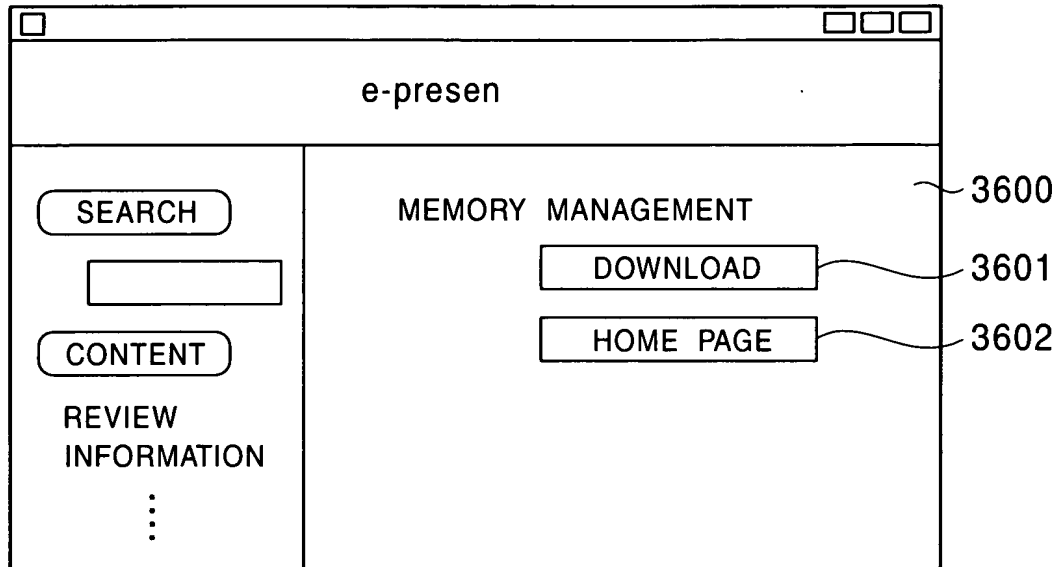 e-presen
SEARCH
CONTENT
REVIEW
INFORMATION
MEMORY MANAGEMENT
DOWNLOAD
HOME PAGE
3600
3601
3602